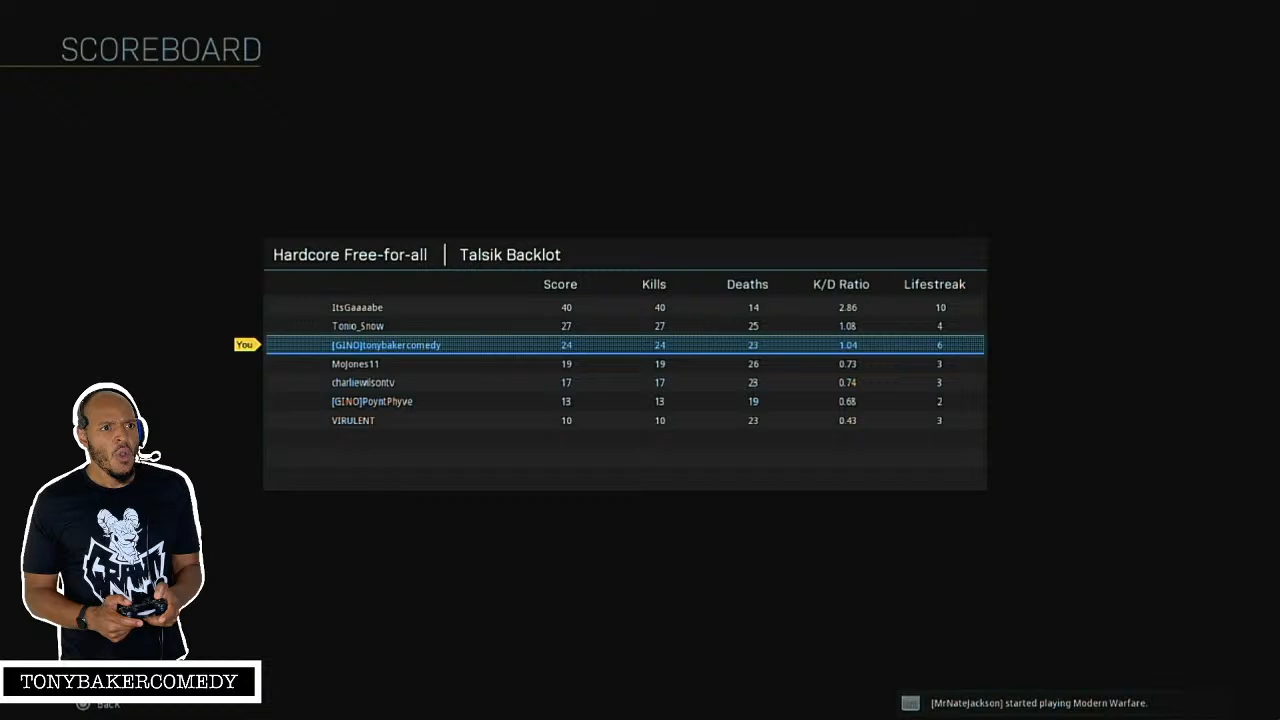 SCOREBOARD
Hardcore Free-for-all | Talsik Backlot
Score Kills Deaths K/D Ratio Lifestreak
ItsGaaaabe 40 40 14 2.86 10
Tonio_Snow 27 27 25 1.08 4
You [GINO]tonybakercomedy 24 24 23 1.04 6
MoJones11 19 19 26 0.73 3
charliewilsontv 17 17 23 0.74 3
[GINO]PoyntPhyve 13 13 19 0.68 2
VIRULENT 10 10 23 0.43 3
TONYBAKERCOMEDY
Back
[MrNateJackson] started playing Modern Warfare.